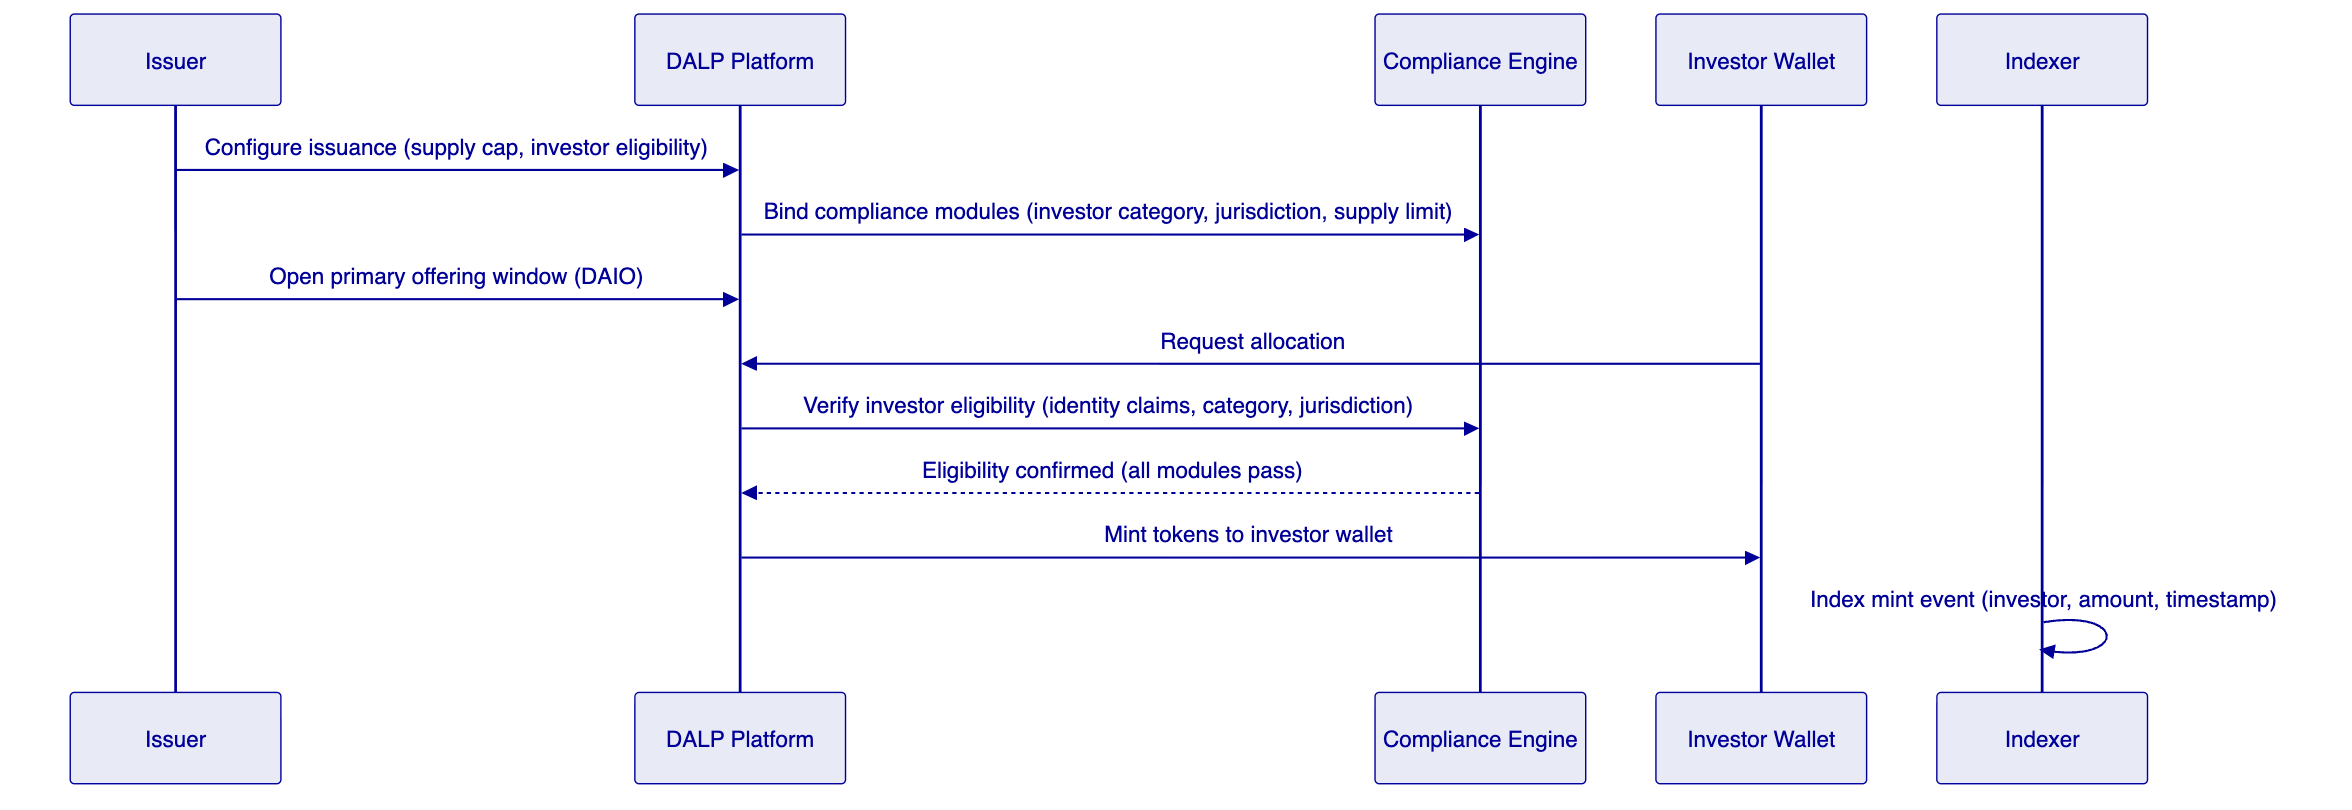 Issuer
DALP Platform
Compliance Engine
Investor Wallet
Indexer
Configure issuance (supply cap, investor eligibility)
Bind compliance modules (investor category, jurisdiction, supply limit)
Open primary offering window (DAIO)
Request allocation
Verify investor eligibility (identity claims, category, jurisdiction)
Eligibility confirmed (all modules pass)
Mint tokens to investor wallet
Index mint event (investor, amount, timestamp)
Issuer
DALP Platform
Compliance Engine
Investor Wallet
Indexer